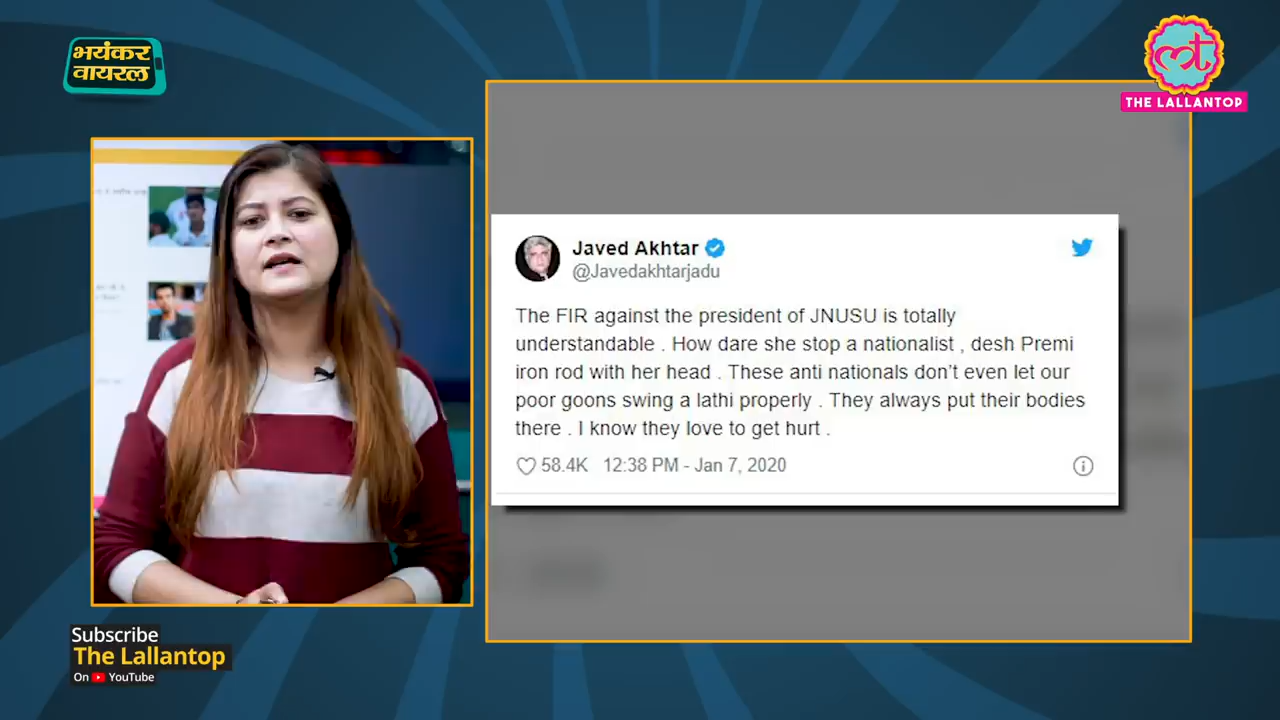 भयंकर
वायरल
THE LALLANTOP
Javed Akhtar
@Javedakhtarjadu
The FIR against the president of JNUSU is totally
understandable . How dare she stop a nationalist , desh Premi
iron rod with her head . These anti nationals don’t even let our
poor goons swing a lathi properly . They always put their bodies
there . I know they love to get hurt .
58.4K 12:38 PM - Jan 7, 2020
Subscribe
The Lallantop
On YouTube